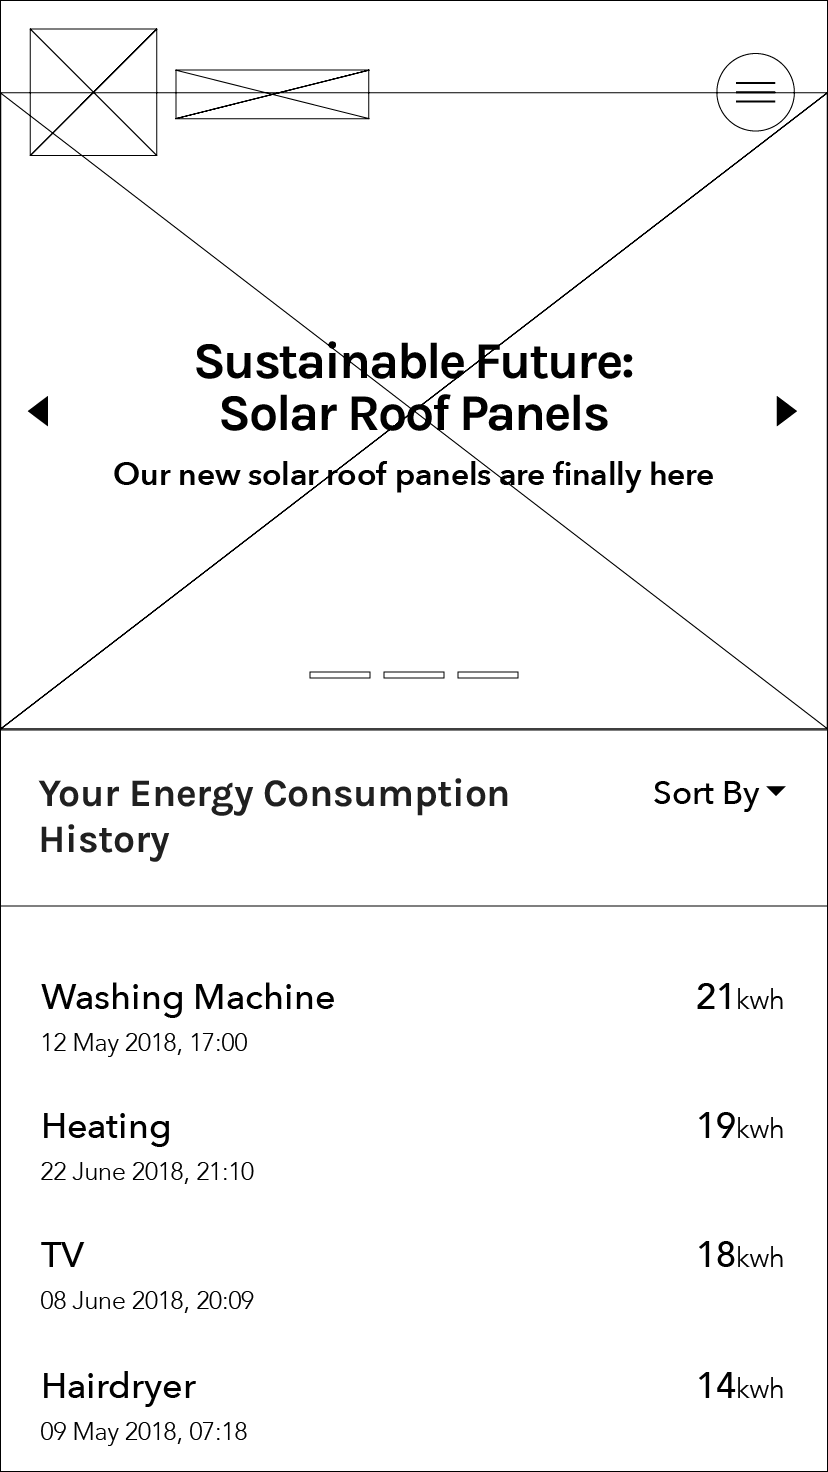 Sustainable Future:
Solar Roof Panels
Our new solar roof panels are finally here
Your Energy Consumption
History
Sort By
Washing Machine
21kwh
12 May 2018, 17:00
Heating
19kwh
22 June 2018, 21:10
TV
18kwh
08 June 2018, 20:09
Hairdryer
14kwh
09 May 2018, 07:18